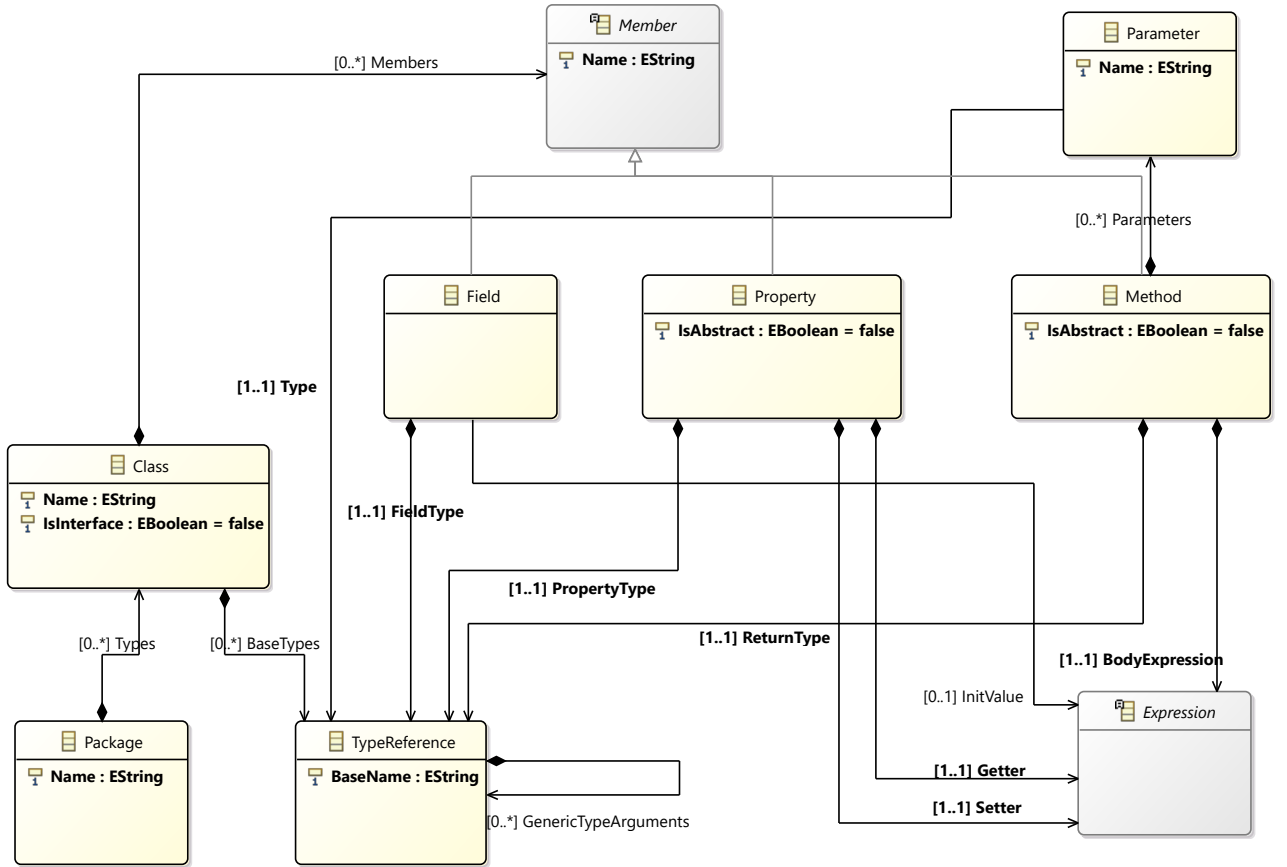 Member
Name : EString
Parameter
Name : EString
[0..*] Members
[0..*] Parameters
Field
Property
IsAbstract : EBoolean = false
Method
IsAbstract : EBoolean = false
[1..1] Type
Class
Name : EString
IsInterface : EBoolean = false
[1..1] FieldType
[1..1] PropertyType
[0..*] Types
[0..*] BaseTypes
[1..1] ReturnType
[1..1] BodyExpression
[0..1] InitValue
Expression
Package
Name : EString
TypeReference
BaseName : EString
[1..1] Getter
[1..1] Setter
[0..*] GenericTypeArguments